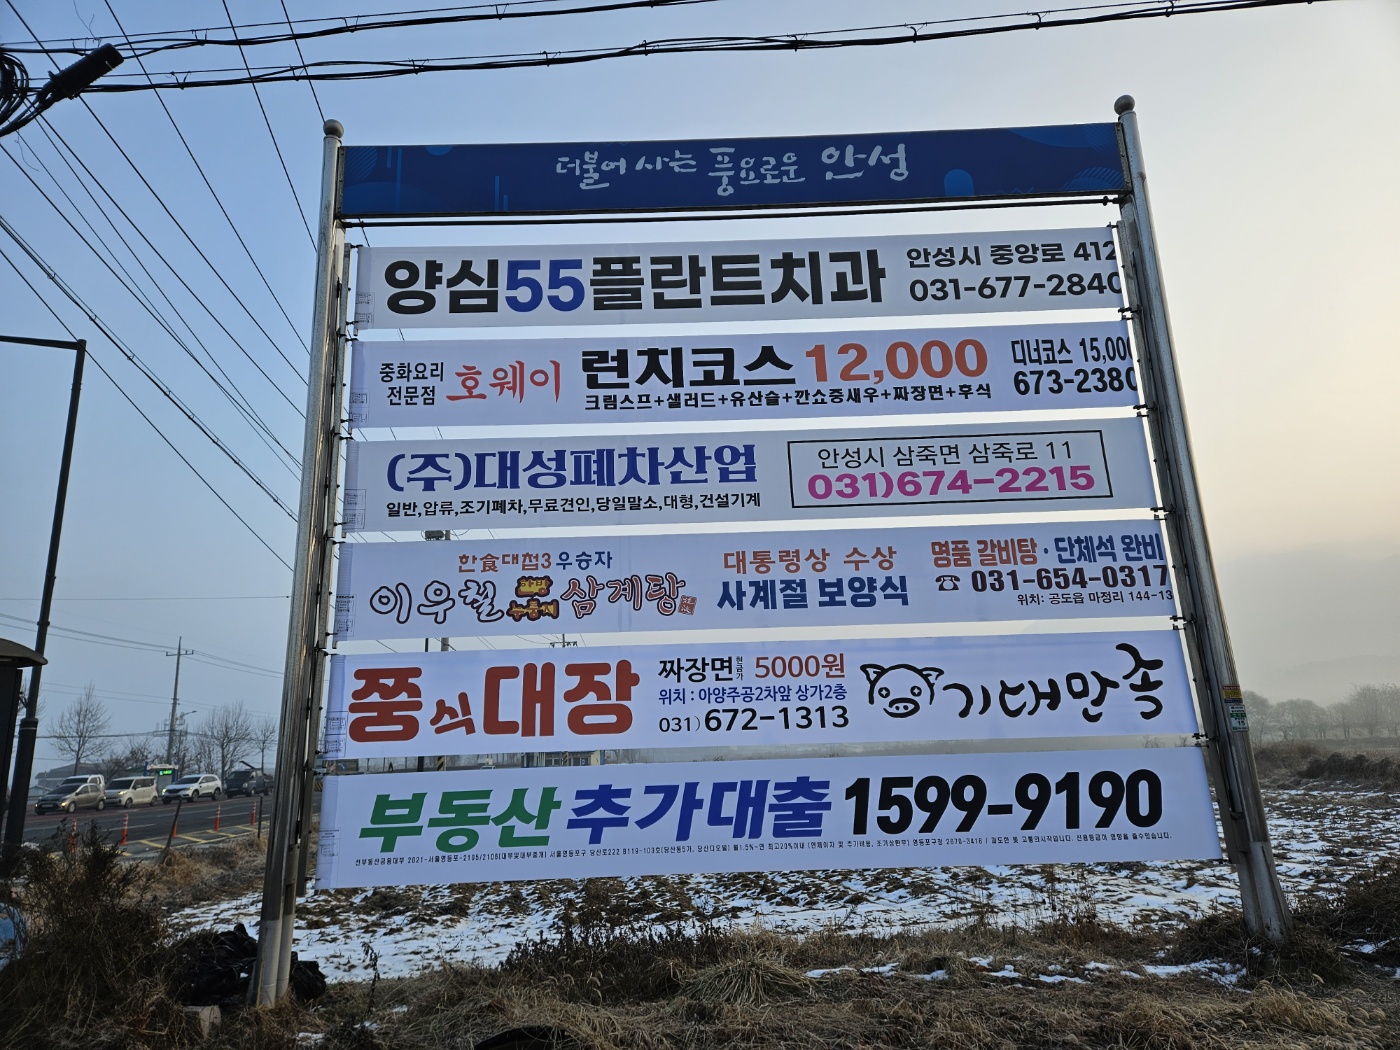 더불어 사는 풍요로운 안성
양심55플란트치과
안성시 중앙로 412
031-677-2840
중화요리
전문점
호웨이
런치코스 12,000
크림스프+샐러드+유산슬+깐쇼중새우+짜장면+후식
디너코스 15,000
673-2380
(주)대성폐차산업
일반,압류,조기폐차,무료견인,당일말소,대형,건설기계
안성시 삼죽면 삼죽로 11
031)674-2215
한食대첩3 우승자
이우철 한방 누룽지 삼계탕
대통령상 수상
사계절 보양식
명품 갈비탕·단체석 완비
☎ 031-654-0317
위치: 공도읍 마정리 144-13
쭝식대장
짜장면 현금가 5000원
위치 : 아양주공2차앞 상가2층
031) 672-1313
기대만족
부동산 추가대출 1599-9190